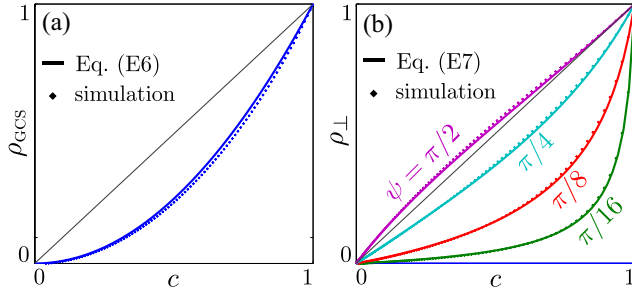 (a)
1
Eq. (E6)
simulation
ρGCS
0
0
c
1
(b)
1
Eq. (E7)
simulation
ρ⊥
ψ = π/2
π/4
π/8
π/16
0
0
c
1